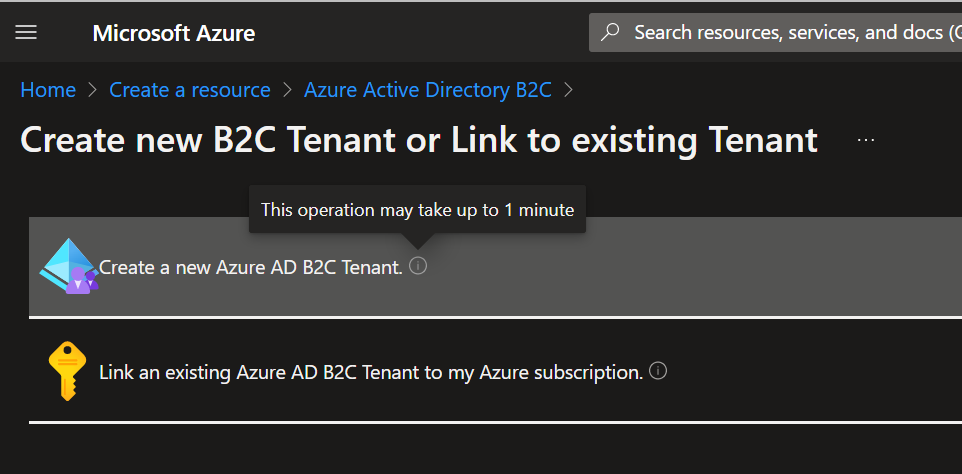 Microsoft Azure
Search resources, services, and docs (
Home > Create a resource > Azure Active Directory B2C >
Create new B2C Tenant or Link to existing Tenant ...
This operation may take up to 1 minute
Create a new Azure AD B2C Tenant.
Link an existing Azure AD B2C Tenant to my Azure subscription.